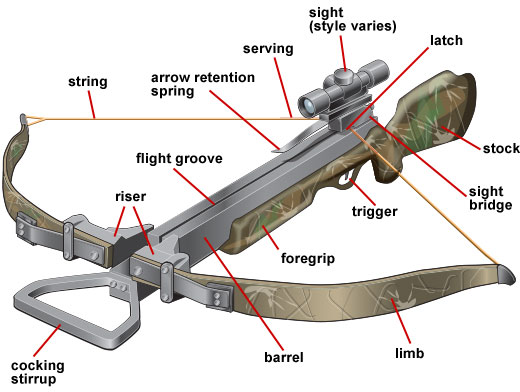 sight
(style varies)
latch
serving
arrow retention
spring
string
stock
flight groove
sight
bridge
riser
trigger
foregrip
barrel
limb
cocking
stirrup